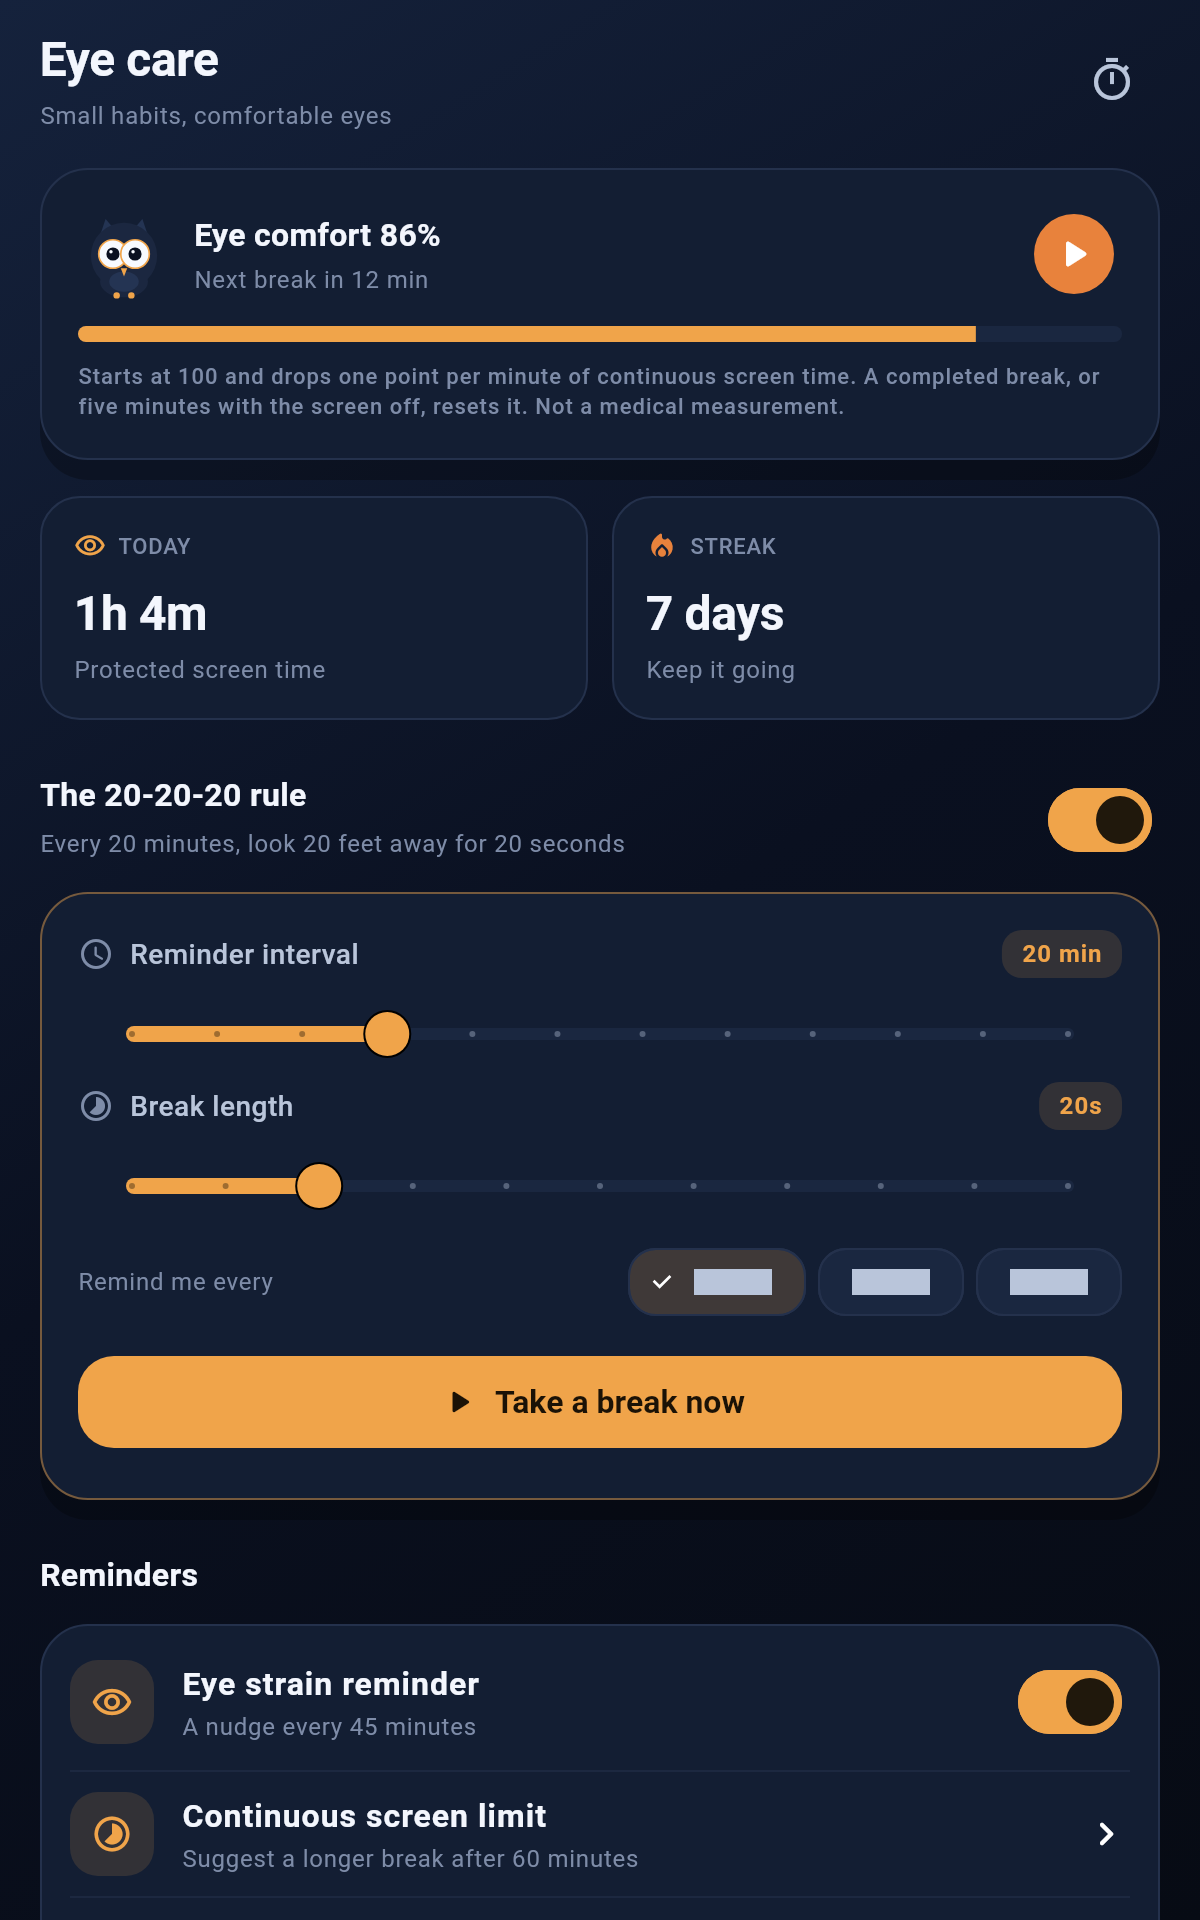 Eye care
Small habits, comfortable eyes
Eye comfort 86%
Next break in 12 min
Starts at 100 and drops one point per minute of continuous screen time. A completed break, or
five minutes with the screen off, resets it. Not a medical measurement.
TODAY
1h 4m
Protected screen time
STREAK
7 days
Keep it going
The 20-20-20 rule
Every 20 minutes, look 20 feet away for 20 seconds
Reminder interval
20 min
Break length
20s
Remind me every
Take a break now
Reminders
Eye strain reminder
A nudge every 45 minutes
Continuous screen limit
Suggest a longer break after 60 minutes